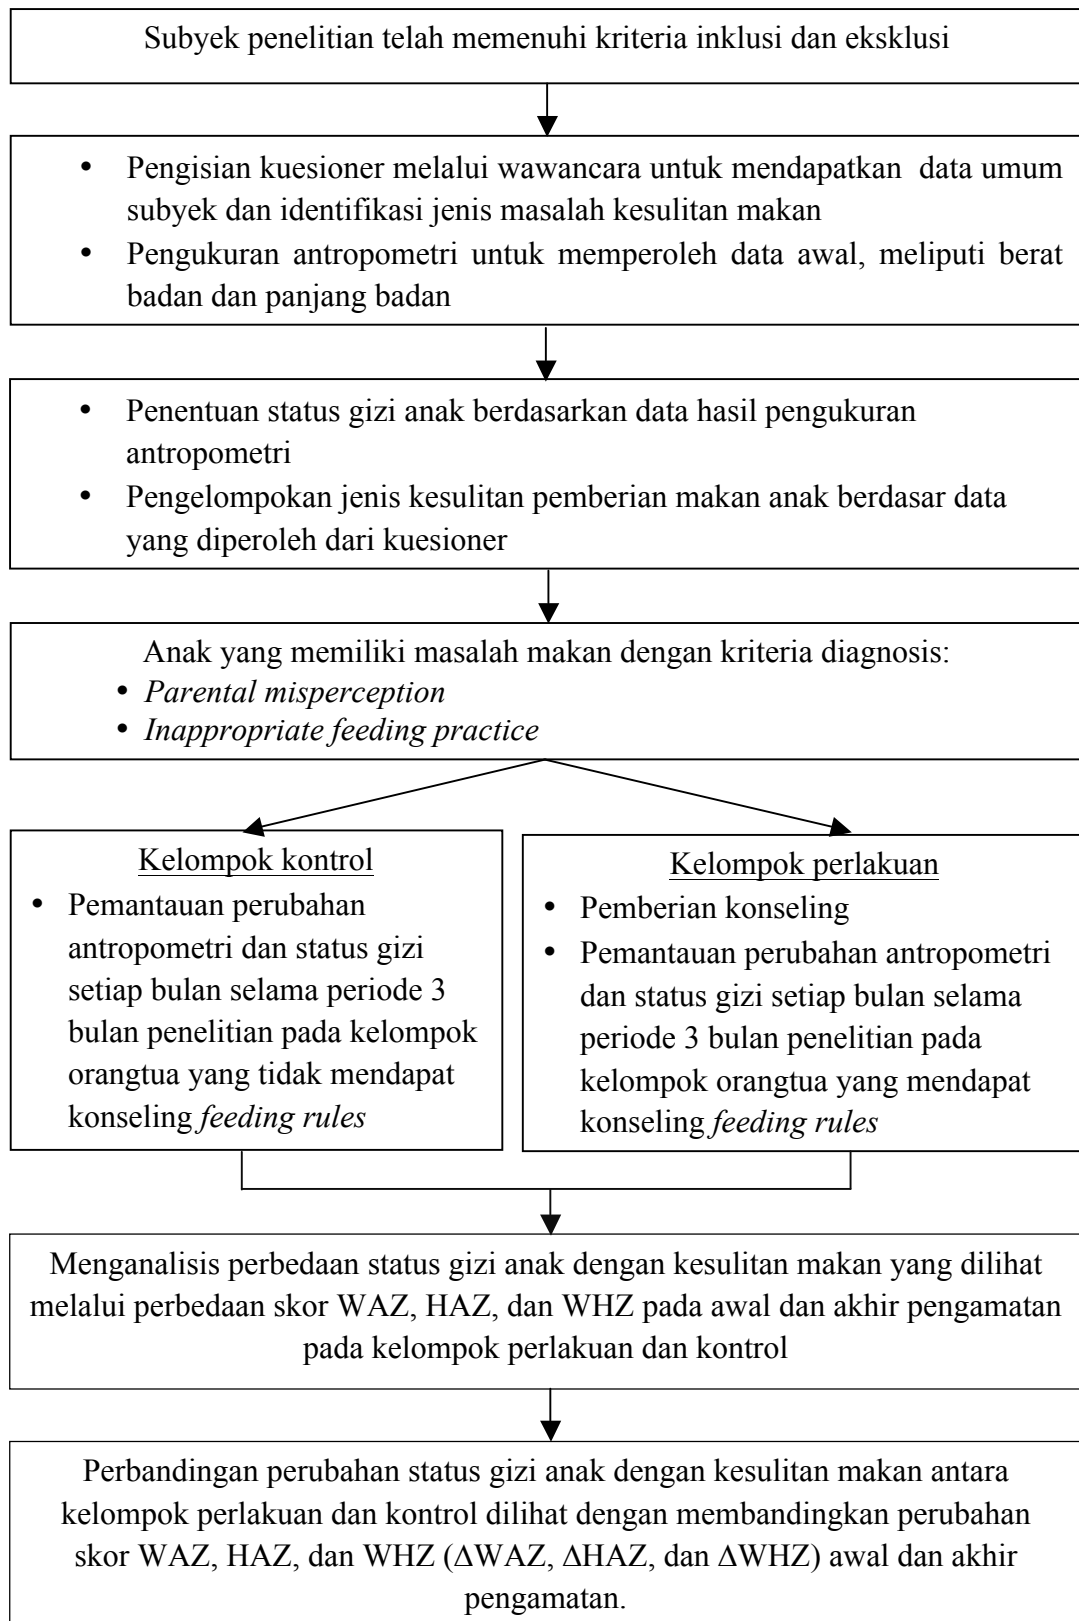 Subyek penelitian telah memenuhi kriteria inklusi dan eksklusi
• Pengisian kuesioner melalui wawancara untuk mendapatkan data umum
subyek dan identifikasi jenis masalah kesulitan makan
• Pengukuran antropometri untuk memperoleh data awal, meliputi berat
badan dan panjang badan
• Penentuan status gizi anak berdasarkan data hasil pengukuran
antropometri
• Pengelompokan jenis kesulitan pemberian makan anak berdasar data
yang diperoleh dari kuesioner
Anak yang memiliki masalah makan dengan kriteria diagnosis:
• Parental misperception
• Inappropriate feeding practice
Kelompok kontrol
• Pemantauan perubahan
antropometri dan status gizi
setiap bulan selama periode 3
bulan penelitian pada kelompok
orangtua yang tidak mendapat
konseling feeding rules
Kelompok perlakuan
• Pemberian konseling
• Pemantauan perubahan antropometri
dan status gizi setiap bulan selama
periode 3 bulan penelitian pada
kelompok orangtua yang mendapat
konseling feeding rules
Menganalisis perbedaan status gizi anak dengan kesulitan makan yang dilihat
melalui perbedaan skor WAZ, HAZ, dan WHZ pada awal dan akhir pengamatan
pada kelompok perlakuan dan kontrol
Perbandingan perubahan status gizi anak dengan kesulitan makan antara
kelompok perlakuan dan kontrol dilihat dengan membandingkan perubahan
skor WAZ, HAZ, dan WHZ (ΔWAZ, ΔHAZ, dan ΔWHZ) awal dan akhir
pengamatan.